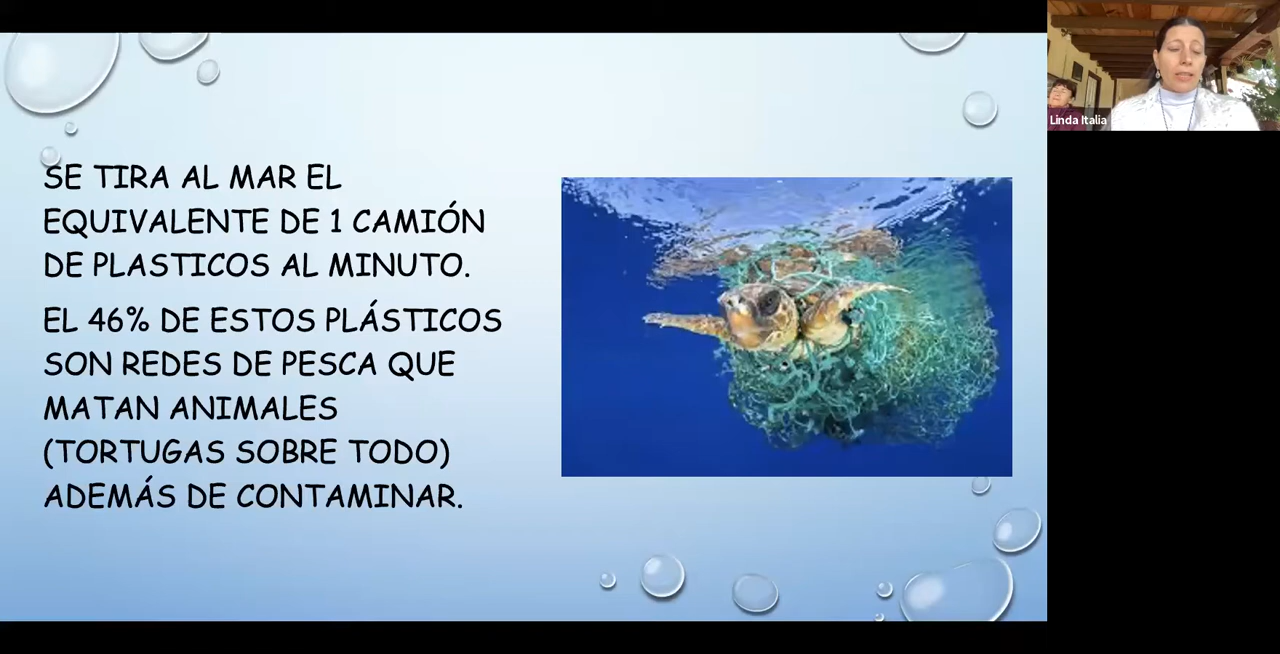 SE TIRA AL MAR EL
EQUIVALENTE DE 1 CAMIÓN
DE PLASTICOS AL MINUTO.
EL 46% DE ESTOS PLÁSTICOS
SON REDES DE PESCA QUE
MATAN ANIMALES
(TORTUGAS SOBRE TODO)
ADEMÁS DE CONTAMINAR.
Linda Italia